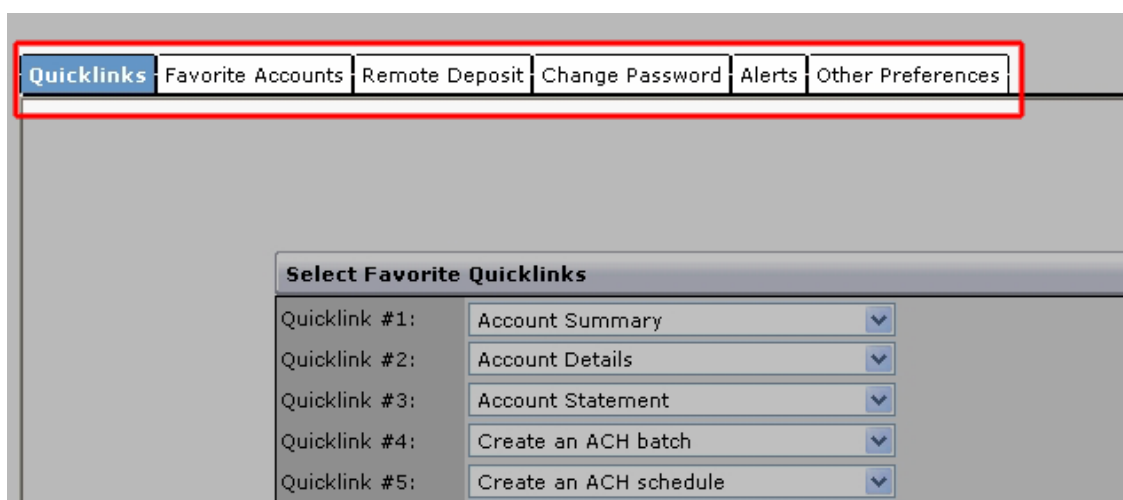 Quicklinks Favorite Accounts Remote Deposit Change Password Alerts Other Preferences
Select Favorite Quicklinks
Quicklink #1: Account Summary
Quicklink #2: Account Details
Quicklink #3: Account Statement
Quicklink #4: Create an ACH batch
Quicklink #5: Create an ACH schedule